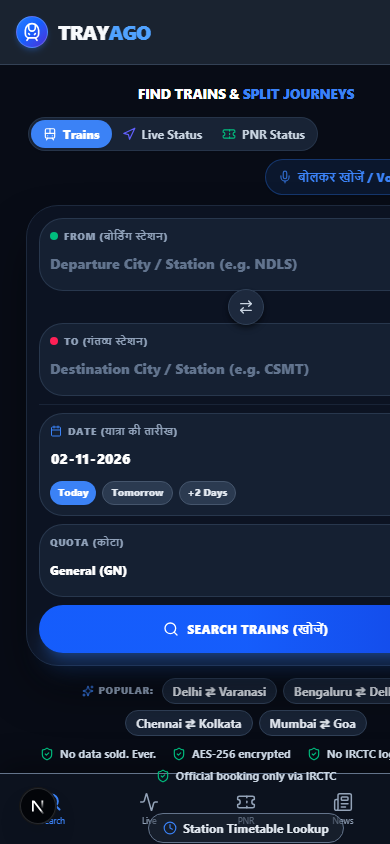 TRAYAGO
FIND TRAINS & SPLIT JOURNEYS
Trains Live Status PNR Status
बोलकर खोजें / Vo
FROM (बोर्डिंग स्टेशन)
Departure City / Station (e.g. NDLS)
TO (गंतव्य स्टेशन)
Destination City / Station (e.g. CSMT)
DATE (यात्रा की तारीख)
02-11-2026
Today Tomorrow +2 Days
QUOTA (कोटा)
General (GN)
SEARCH TRAINS (खोजें)
POPULAR: Delhi ⇄ Varanasi Bengaluru ⇄ Delh
Chennai ⇄ Kolkata Mumbai ⇄ Goa
No data sold. Ever. AES-256 encrypted No IRCTC log
Official booking only via IRCTC
N earch Live PNR News
Station Timetable Lookup